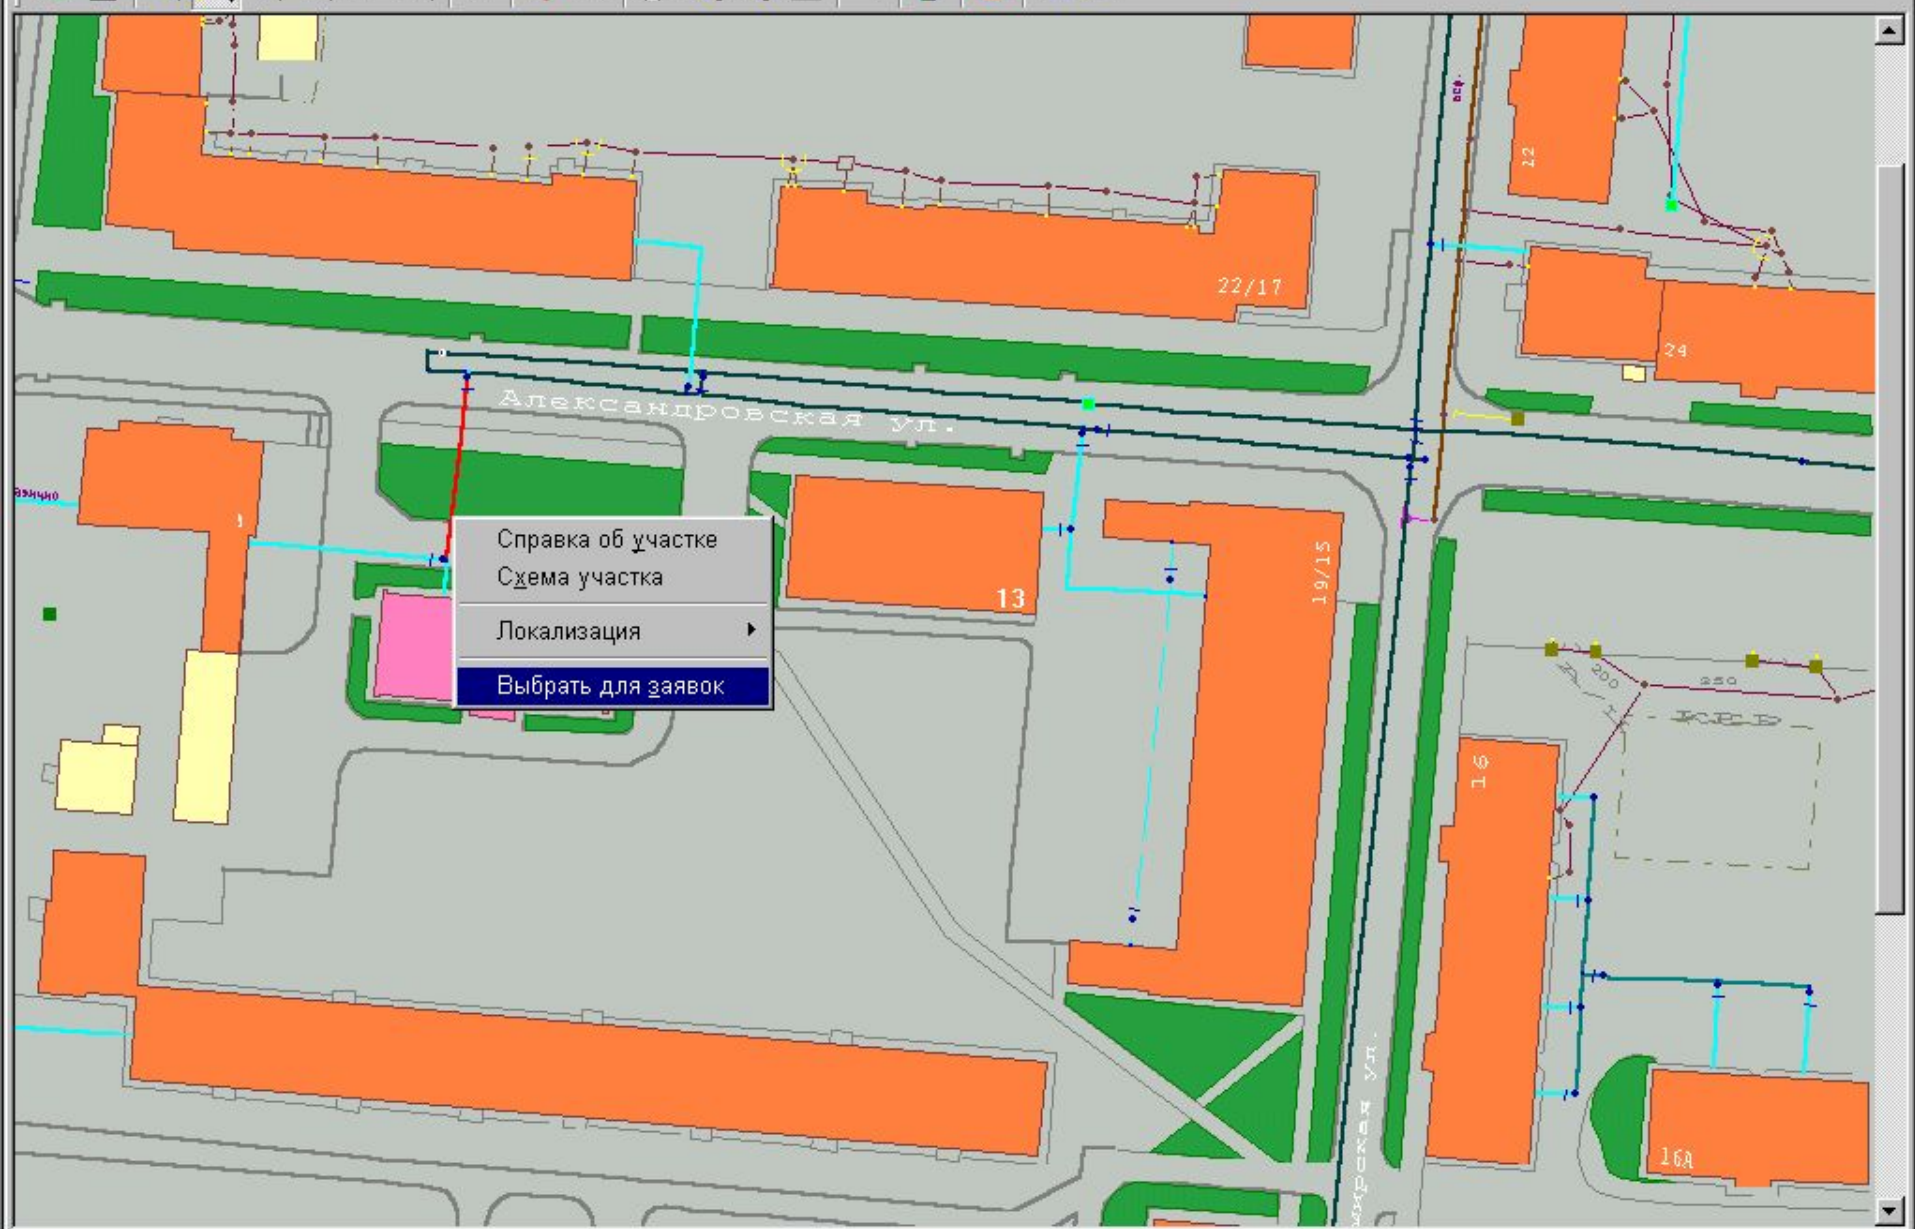 22
22/17
24
Александровская ул.
Справка об участке
Схема участка
Локализация
Выбрать для заявок
13
19/15
200
250
16
16А